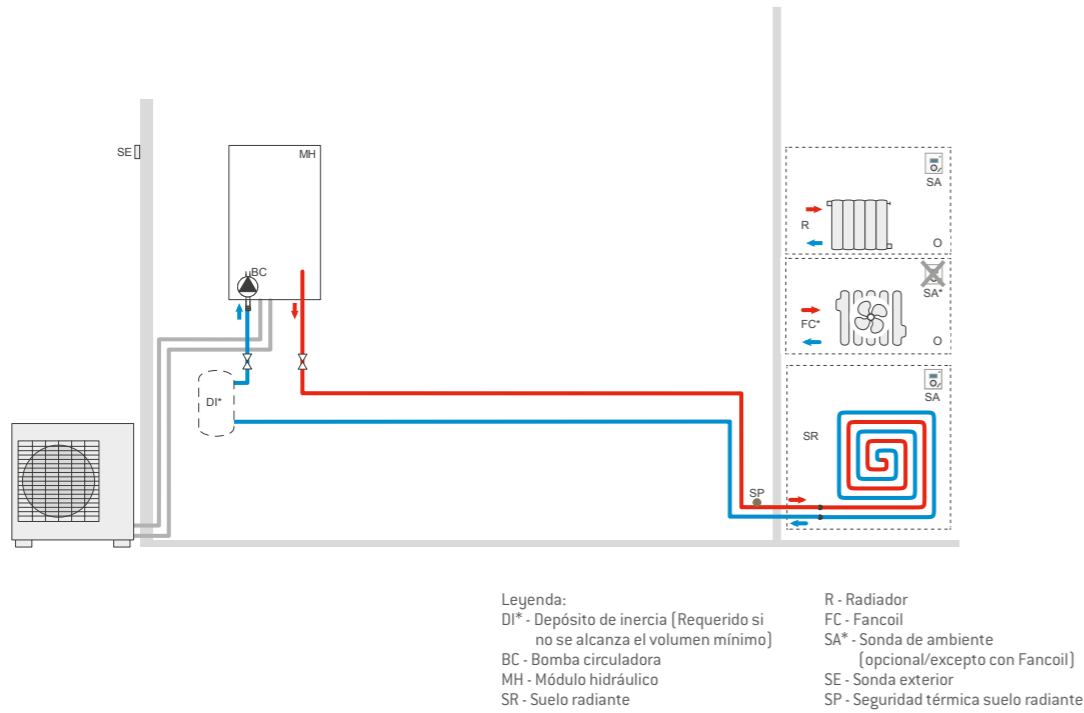 SE
MH
BC
DI*
SP
SA
R
O
SA*
FC*
O
SA
SR
Leyenda:
DI* - Depósito de inercia (Requerido si
no se alcanza el volumen mínimo)
BC - Bomba circuladora
MH - Módulo hidráulico
SR - Suelo radiante
R - Radiador
FC - Fancoil
SA* - Sonda de ambiente
(opcional/excepto con Fancoil)
SE - Sonda exterior
SP - Seguridad térmica suelo radiante